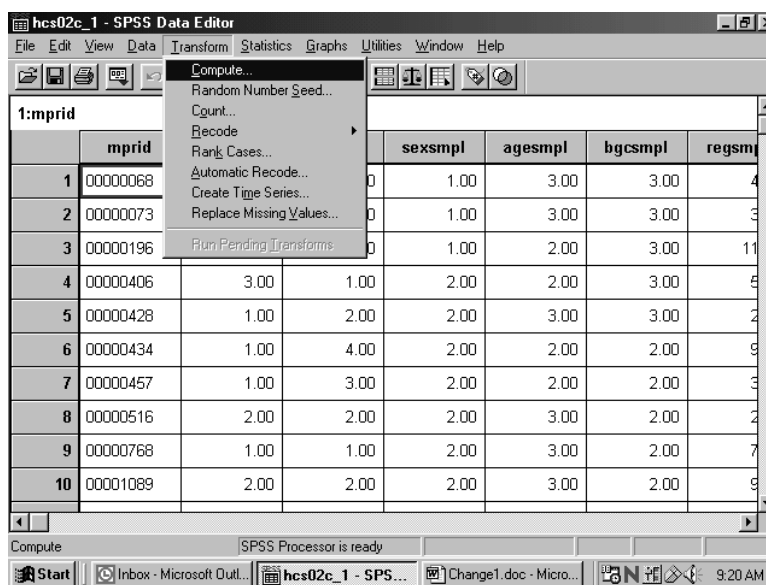 hcs02c_1 - SPSS Data Editor
File Edit View Data Transform Statistics Graphs Utilities Window Help
1:mprid
Compute...
Random Number Seed...
Count...
Recode
Rank Cases...
Automatic Recode...
Create Time Series...
Replace Missing Values...
Run Pending Transforms
mprid sexsmpl agesmpl bgcsmpl
1 00000068 1.00 3.00 3.00
2 00000073 1.00 3.00 3.00
3 00000196 1.00 2.00 3.00 11
4 00000406 3.00 1.00 2.00 2.00 3.00
5 00000428 1.00 2.00 2.00 3.00 3.00
6 00000434 1.00 4.00 2.00 2.00 2.00
7 00000457 1.00 3.00 2.00 2.00 2.00
8 00000516 2.00 2.00 2.00 3.00 2.00
9 00000768 1.00 1.00 2.00 3.00 2.00
10 00001089 2.00 2.00 2.00 3.00 2.00
Compute SPSS Processor is ready
Start Inbox - Microsoft Outl... hcs02c_1 - SPS... Change1.doc - Micro... 9:20 AM